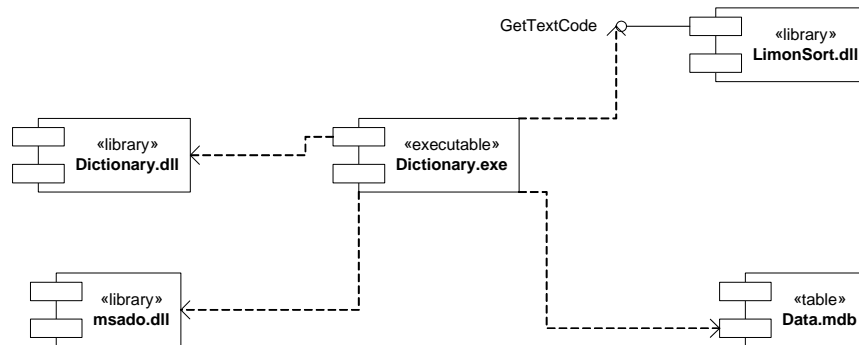 GetTextCode
«library»
LimonSort.dll
«library»
Dictionary.dll
«executable»
Dictionary.exe
«library»
msado.dll
«table»
Data.mdb